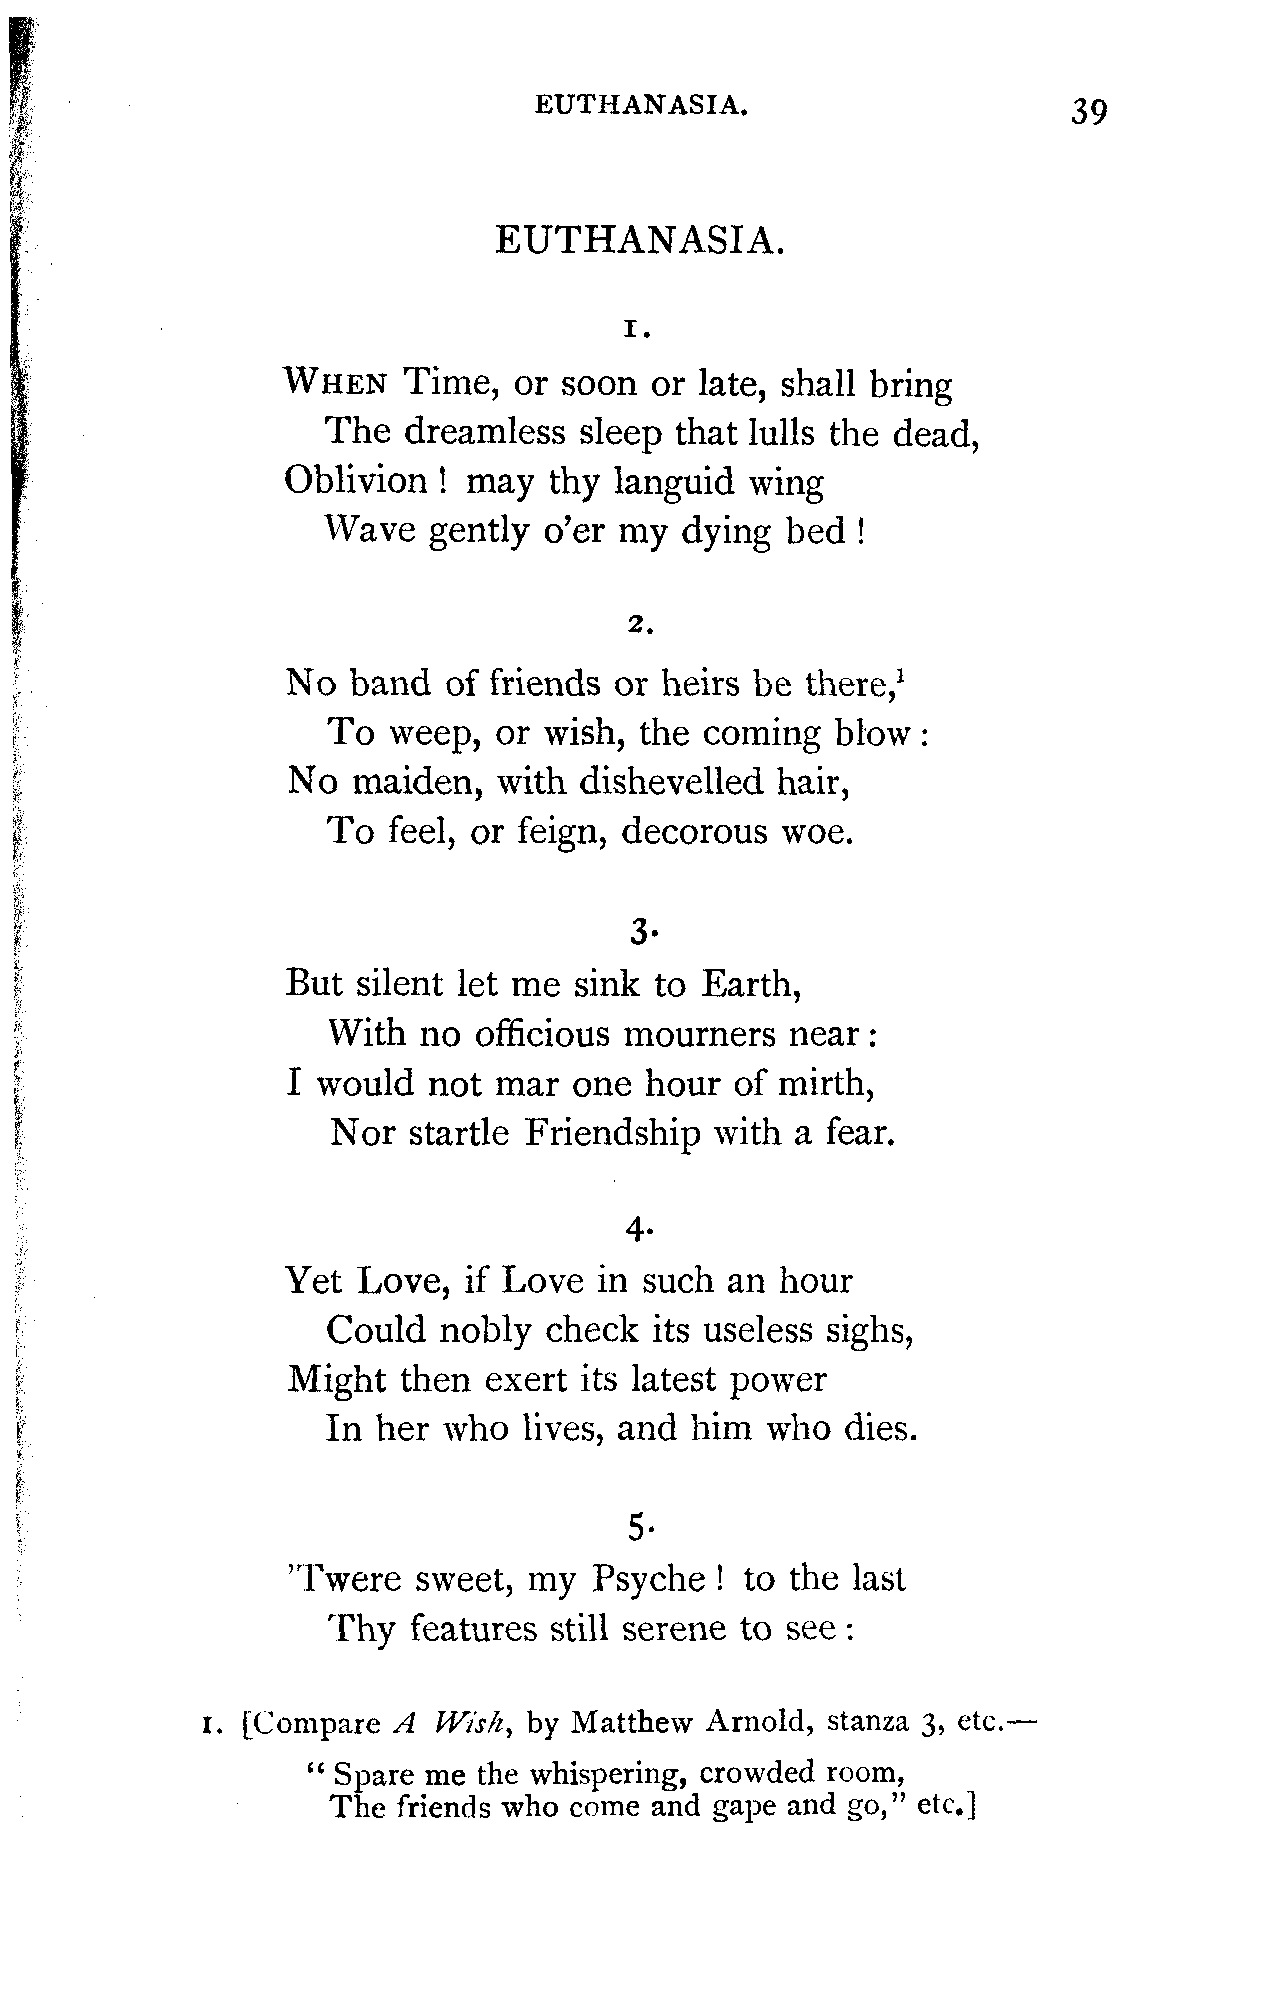 EUTHANASIA. 39
EUTHANASIA.
1.
WHEN Time, or soon or late, shall bring
The dreamless sleep that lulls the dead,
Oblivion ! may thy languid wing
Wave gently o'er my dying bed !
2.
No band of friends or heirs be there,¹
To weep, or wish, the coming blow :
No maiden, with dishevelled hair,
To feel, or feign, decorous woe.
3.
But silent let me sink to Earth,
With no officious mourners near :
I would not mar one hour of mirth,
Nor startle Friendship with a fear.
4.
Yet Love, if Love in such an hour
Could nobly check its useless sighs,
Might then exert its latest power
In her who lives, and him who dies.
5.
'Twere sweet, my Psyche ! to the last
Thy features still serene to see :
1. [Compare A Wish, by Matthew Arnold, stanza 3, etc.—
" Spare me the whispering, crowded room,
The friends who come and gape and go," etc.]